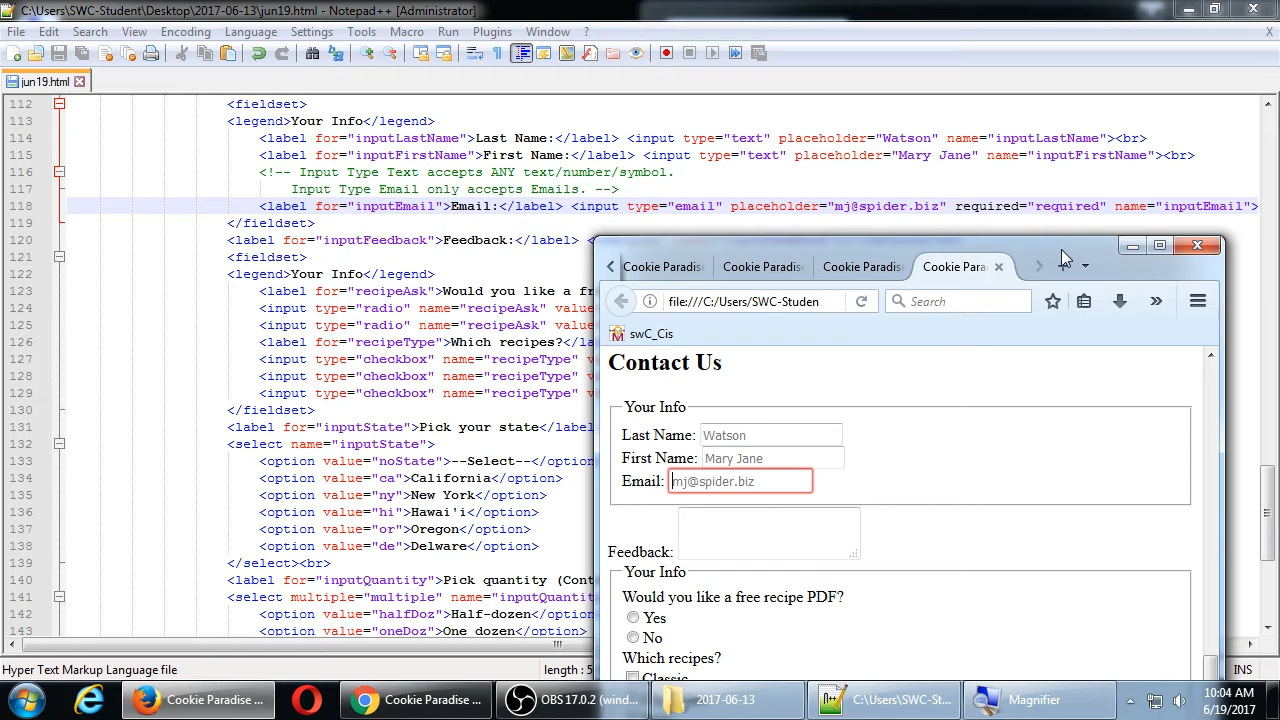 C:\Users\SWC-Student\Desktop\2017-06-13\jun19.html - Notepad++ [Administrator]
File Edit Search View Encoding Language Settings Tools Macro Run Plugins Window ? X
jun19.html
112 <fieldset>
113 <legend>Your Info</legend>
114 <label for="inputLastName">Last Name:</label> <input type="text" placeholder="Watson" name="inputLastName"><br>
115 <label for="inputFirstName">First Name:</label> <input type="text" placeholder="Mary Jane" name="inputFirstName"><br>
116 <!-- Input Type Text accepts ANY text/number/symbol.
117 Input Type Email only accepts Emails. -->
118 <label for="inputEmail">Email:</label> <input type="email" placeholder="mj@spider.biz" required="required" name="inputEmail">
119 </fieldset>
120 <label for="inputFeedback">Feedback:</label> <
121 <fieldset>
122 <legend>Your Info</legend>
123 <label for="recipeAsk">Would you like a fre
124 <input type="radio" name="recipeAsk" value=
125 <input type="radio" name="recipeAsk" value=
126 <label for="recipeType">Which recipes?</la
127 <input type="checkbox" name="recipeType" v
128 <input type="checkbox" name="recipeType" v
129 <input type="checkbox" name="recipeType" v
130 </fieldset>
131 <label for="inputState">Pick your state</label
132 <select name="inputState">
133 <option value="noState">--Select--</option>
134 <option value="ca">California</option>
135 <option value="ny">New York</option>
136 <option value="hi">Hawai'i</option>
137 <option value="or">Oregon</option>
138 <option value="de">Delware</option>
139 </select><br>
140 <label for="inputQuantity">Pick quantity (Cont
141 <select multiple="multiple" name="inputQuantit
142 <option value="halfDoz">Half-dozen</option>
143 <option value="oneDoz">One dozen</option>
Cookie Paradise Cookie Paradise Cookie Paradise Cookie Para
file:///C:/Users/SWC-Studen Search
swC_Cis
Contact Us
Your Info
Last Name: Watson
First Name: Mary Jane
Email: mj@spider.biz
Feedback:
Your Info
Would you like a free recipe PDF?
Yes
No
Which recipes?
Classic
Hyper Text Markup Language file length : 5 INS
Cookie Paradise ... Cookie Paradise ... OBS 17.0.2 (wind... 2017-06-13 C:\Users\SWC-St... Magnifier 10:04 AM
6/19/2017